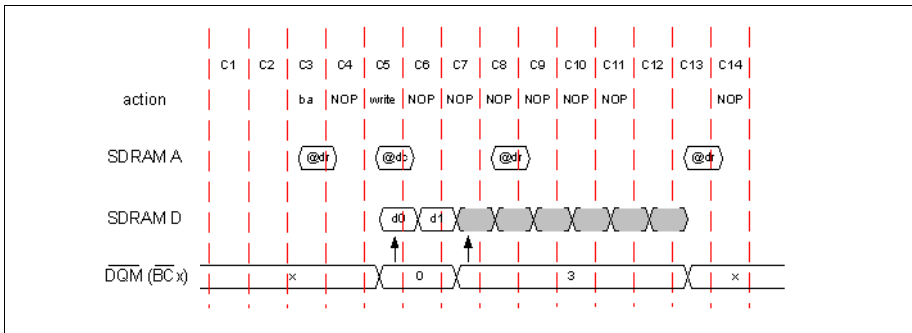 C1 C2 C3 C4 C5 C6 C7 C8 C9 C10 C11 C12 C13 C14
action ba NOP write NOP NOP NOP NOP NOP NOP NOP
SDRAM A @dr @dc @dr @dr
SDRAM D d0 d1
DQM (BCx) x 0 3 x